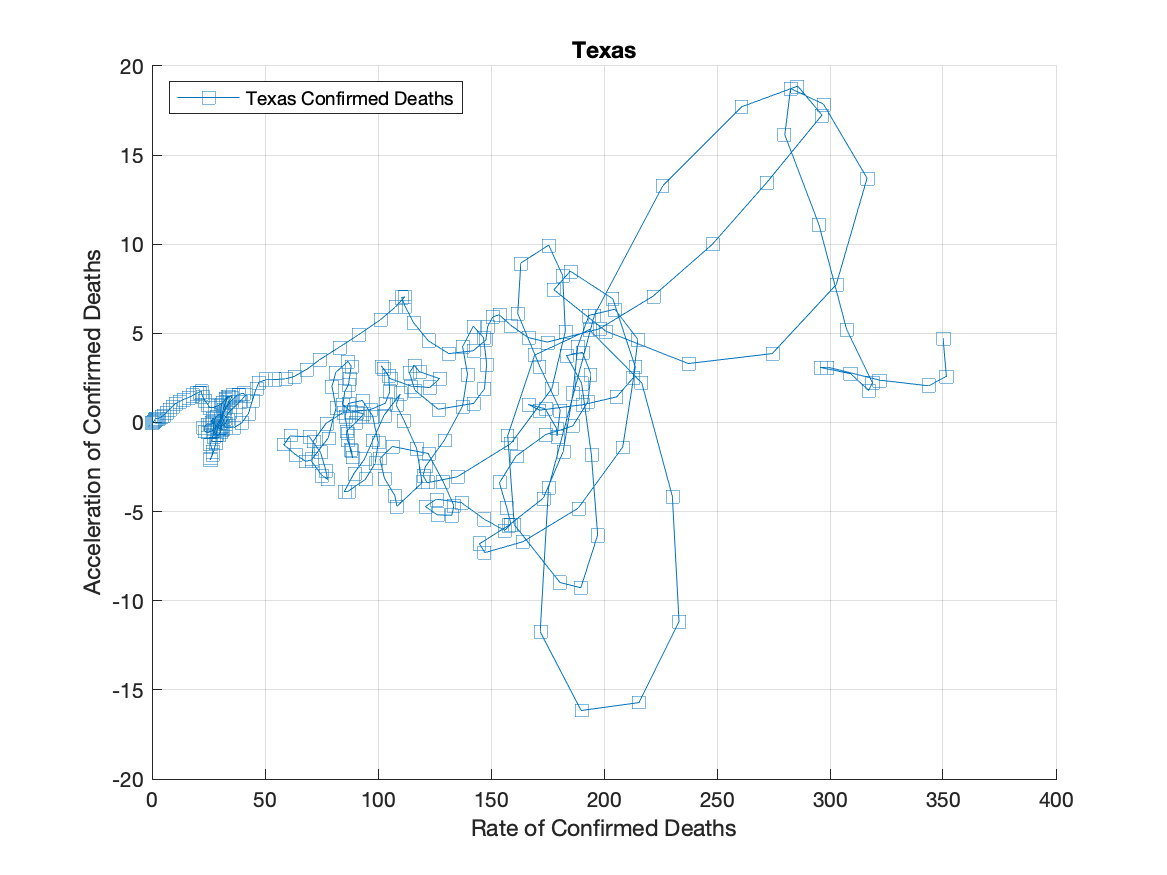 Texas
Texas Confirmed Deaths
20
15
10
5
0
-5
-10
-15
-20
Acceleration of Confirmed Deaths
0 50 100 150 200 250 300 350 400
Rate of Confirmed Deaths